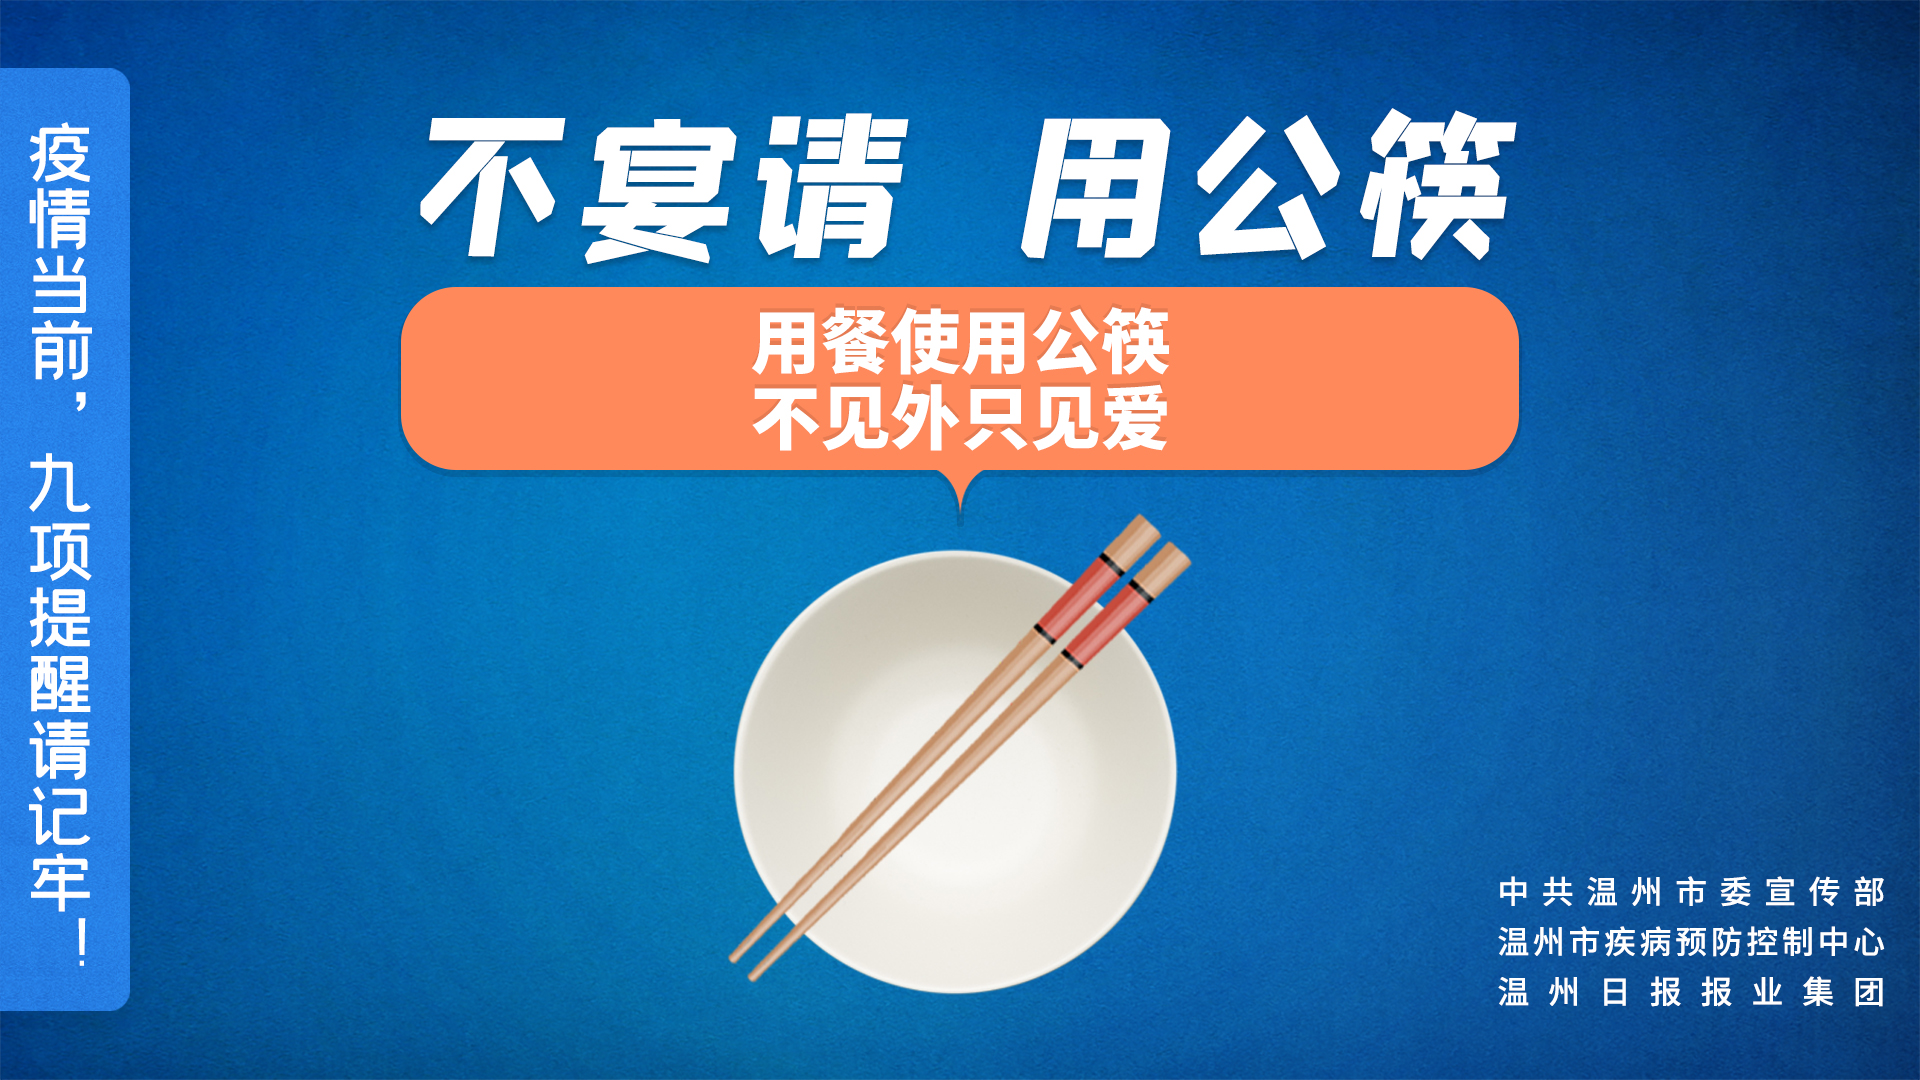 疫情当前，九项提醒请记牢！
不宴请 用公筷
用餐使用公筷
不见外只见爱
中共温州市委宣传部
温州市疾病预防控制中心
温州日报报业集团